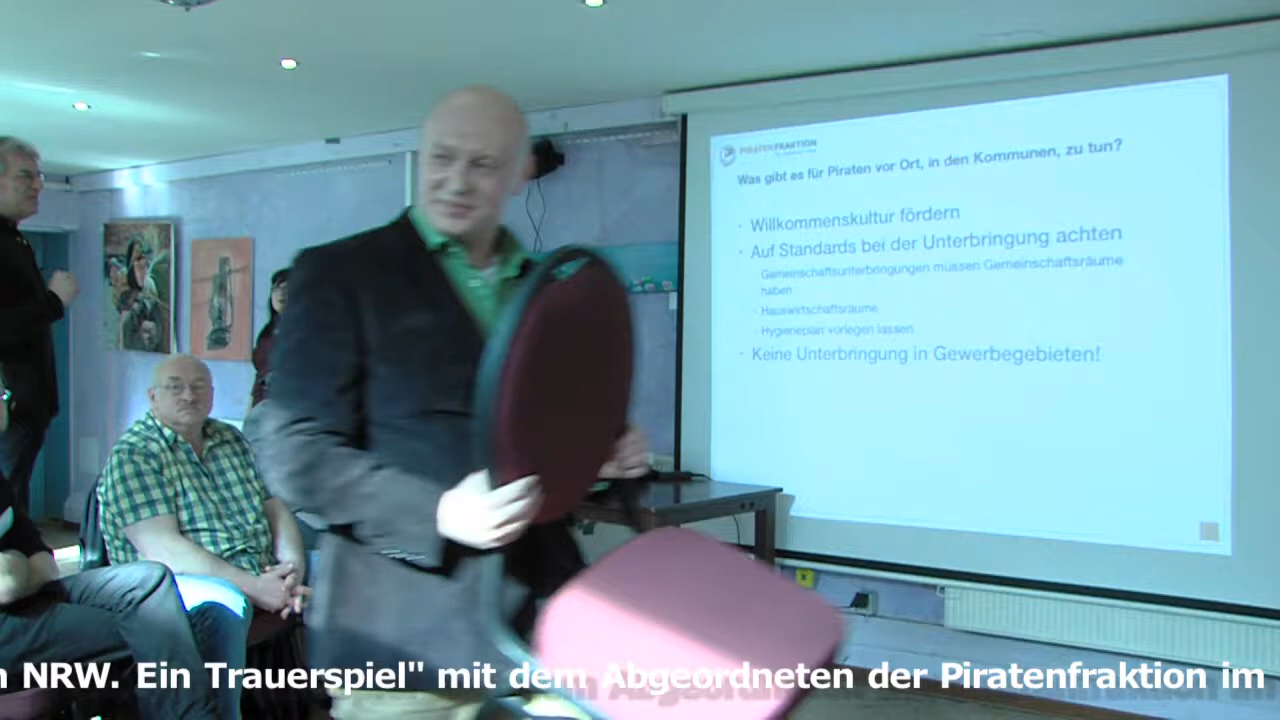 PIRATENFRAKTION
Was gibt es für Piraten vor Ort, in den Kommunen, zu tun?
· Willkommenskultur fördern
· Auf Standards bei der Unterbringung achten
Gemeinschaftsunterbringungen müssen Gemeinschaftsräume
haben
· Hauswirtschaftsräume
· Hygieneplan vorlegen lassen
· Keine Unterbringung in Gewerbegebieten!
NRW. Ein Trauerspiel" mit dem Abgeordneten der Piratenfraktion im